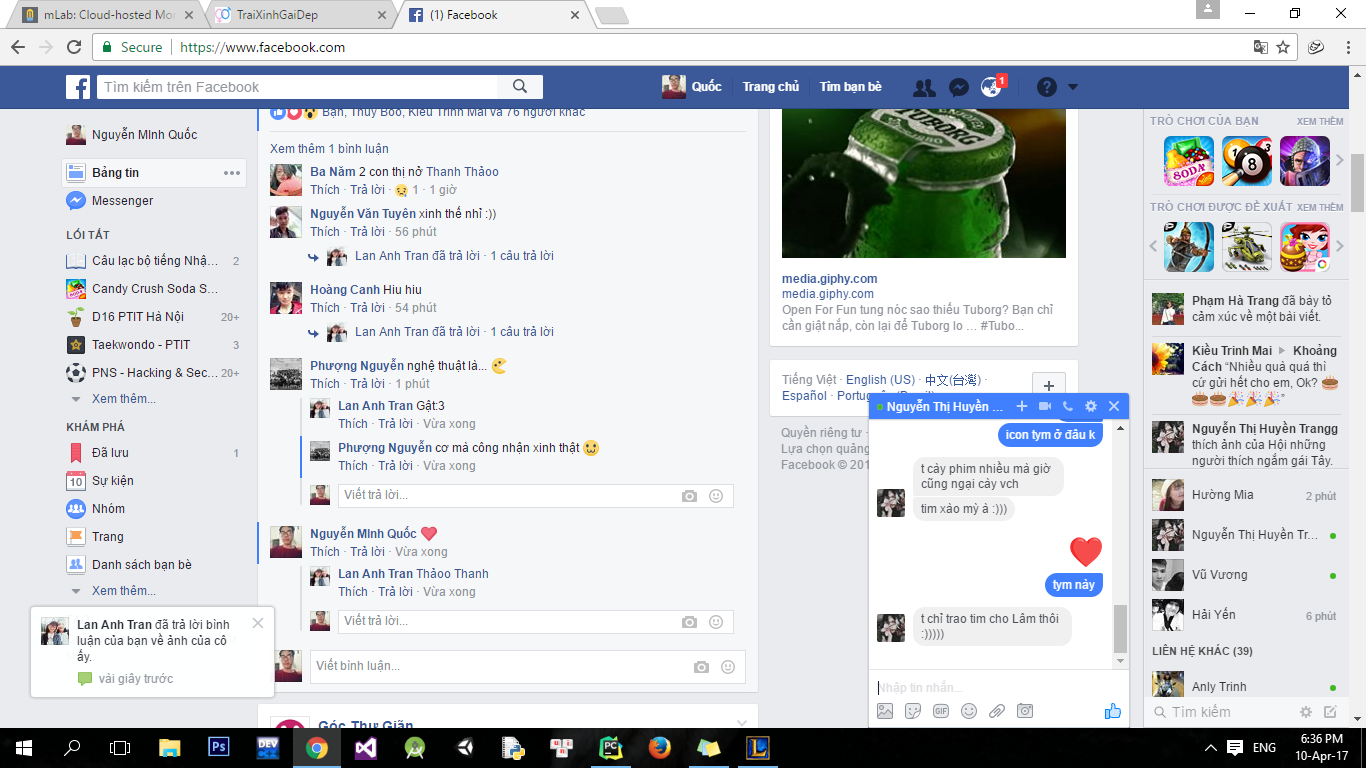 mLab: Cloud-hosted Mon
TraiXinhGaiDep
(1) Facebook
Secure
https://www.facebook.com
Tìm kiếm trên Facebook
Quốc
Trang chủ
Tìm bạn bè
1
Nguyễn MInh Quốc
Bảng tin
Messenger
LỐI TẮT
Câu lạc bộ tiếng Nhậ... 2
Candy Crush Soda S...
D16 PTIT Hà Nội 20+
Taekwondo - PTIT 3
PNS - Hacking & Sec... 20+
Xem thêm...
KHÁM PHÁ
Đã lưu 1
10 Sự kiện
Nhóm
Trang
Danh sách bạn bè
Xem thêm...
Lan Anh Tran đã trả lời bình
luận của bạn về ảnh của cô
ấy.
vài giây trước
Bạn, Thúy Boo, Kiều Trinh Mai và 76 người khác
Xem thêm 1 bình luận
Ba Năm 2 con thị nở Thanh Thảoo
Thích · Trả lời · 1 · 1 giờ
Nguyễn Văn Tuyên xinh thế nhỉ :))
Thích · Trả lời · 56 phút
Lan Anh Tran đã trả lời · 1 câu trả lời
Hoàng Canh Hiu hiu
Thích · Trả lời · 54 phút
Lan Anh Tran đã trả lời · 1 câu trả lời
Phượng Nguyễn nghệ thuật là...
Thích · Trả lời · 1 phút
Lan Anh Tran Gật:3
Thích · Trả lời · Vừa xong
Phượng Nguyễn cơ mà công nhận xinh thật
Thích · Trả lời · Vừa xong
Viết trả lời...
Nguyễn MInh Quốc
Thích · Trả lời · Vừa xong
Lan Anh Tran Thảoo Thanh
Thích · Trả lời · Vừa xong
Viết trả lời...
Viết bình luận...
Góc Thư Giãn
TUBORG
media.giphy.com
media.giphy.com
Open For Fun tung nóc sao thiếu Tuborg? Bạn chỉ
cần giật nắp, còn lại để Tuborg lo ... #Tubo...
Tiếng Việt · English (US) · 中文(台灣) ·
Español · Português (Brasil)
Quyền riêng tư ·
Lựa chọn quảng
Facebook © 201
Nguyễn Thị Huyền ...
icon tym ở đâu k
t cày phim nhiều mà giờ
cũng ngại cày vch
tim xào mỳ à :)))
tym này
t chỉ trao tim cho Lâm thôi
:)))))
Nhập tin nhắn...
GIF
TRÒ CHƠI CỦA BẠN XEM THÊM
SODA
8
3
TRÒ CHƠI ĐƯỢC ĐỀ XUẤT XEM THÊM
Phạm Hà Trang đã bày tỏ
cảm xúc về một bài viết.
Kiều Trinh Mai Khoảng
Cách “Nhiều quá quá thì
cứ gửi hết cho em, Ok?
”
Nguyễn Thị Huyền Trangg
thích ảnh của Hội những
người thích ngắm gái Tây.
Hường Mia 2 phút
Nguyễn Thị Huyền Tr...
Vũ Vương
Hải Yến 6 phút
LIÊN HỆ KHÁC (39)
Anly Trinh
Tìm kiếm
Ps
DEV
PC
L
ENG
6:36 PM
10-Apr-17